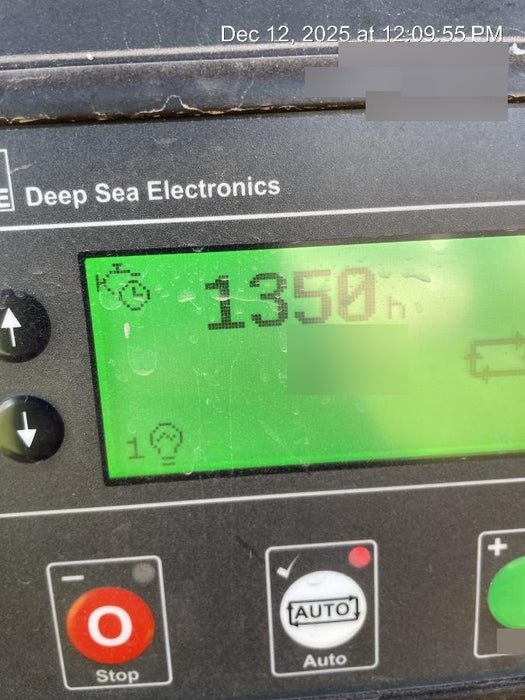 Dec 12, 2025 at 12:09:55 PM
E
Deep Sea Electronics
1350 h
1
O
AUTO
Stop
Auto